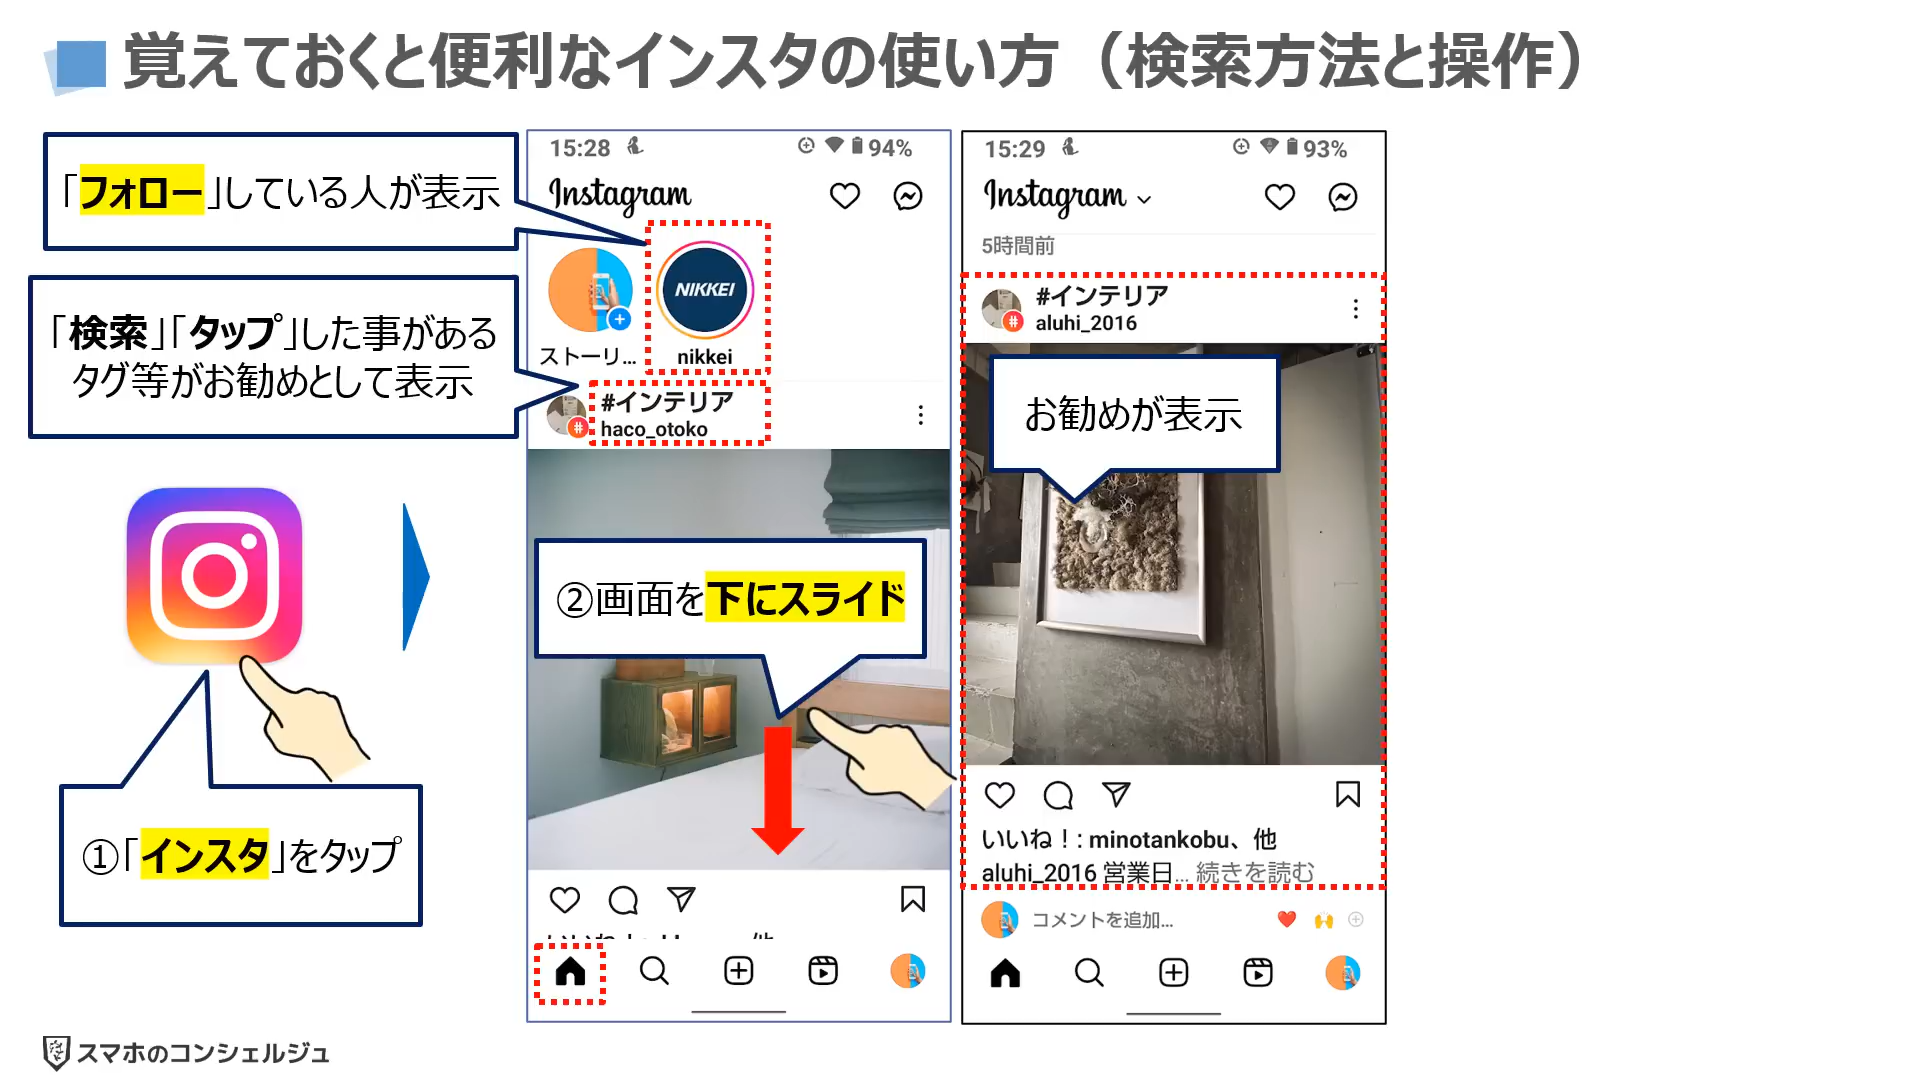 覚えておくと便利なインスタの使い方（検索方法と操作）
「フォロー」している人が表示
「検索」「タップ」した事がある
タグ等がお勧めとして表示
①「インスタ」をタップ
15:28
94%
Instagram
NIKKEI
ストーリ...
nikkei
#インテリア
haco_otoko
②画面を下にスライド
15:29
93%
Instagram
5時間前
#インテリア
aluhi_2016
お勧めが表示
いいね！: minotankobu、他
aluhi_2016 営業日... 続きを読む
コメントを追加...
スマホのコンシェルジュ